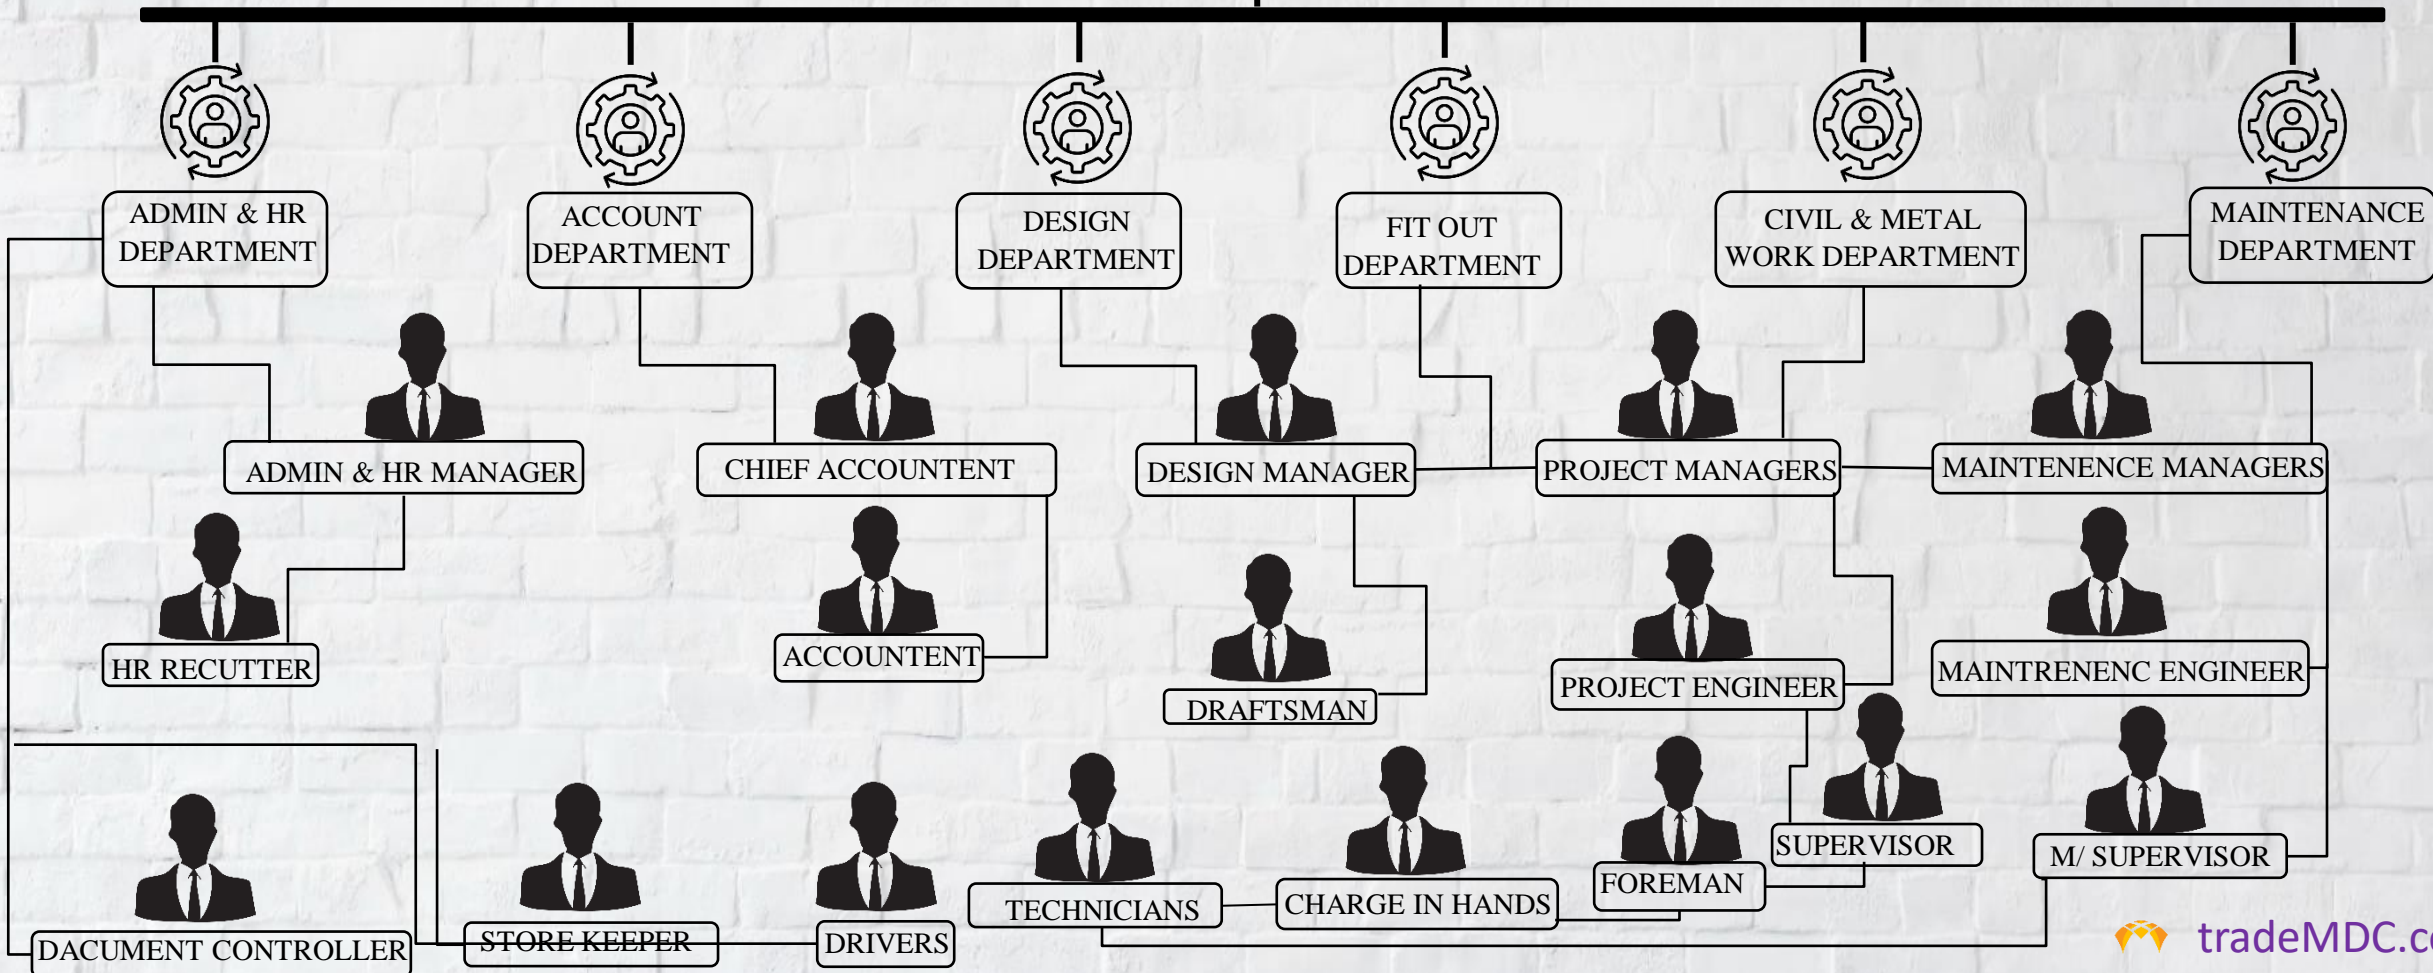 ADMIN & HR
DEPARTMENT
ACCOUNT
DEPARTMENT
DESIGN
DEPARTMENT
FIT OUT
DEPARTMENT
CIVIL & METAL
WORK DEPARTMENT
MAINTENANCE
DEPARTMENT
ADMIN & HR MANAGER
CHIEF ACCOUNTENT
DESIGN MANAGER
PROJECT MANAGERS
MAINTENENCE MANAGERS
HR RECUTTER
ACCOUNTENT
DRAFTSMAN
PROJECT ENGINEER
MAINTRENENC ENGINEER
DACUMENT CONTROLLER
STORE KEEPER
DRIVERS
TECHNICIANS
CHARGE IN HANDS
FOREMAN
SUPERVISOR
M/ SUPERVISOR
tradeMDC.co